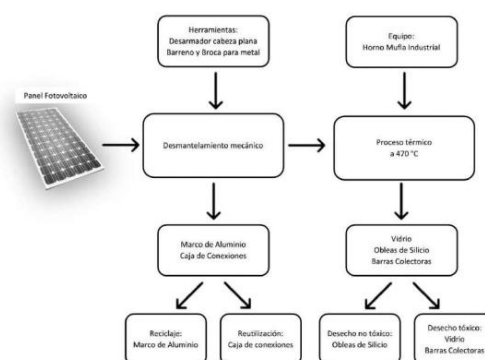 Herramientas:
Desarmador cabeza plana
Barreno y Broca para metal
Equipo:
Horno Mufla Industrial
Panel Fotovoltaico
Desmantelamiento mecánico
Proceso térmico
a 470 °C
Marco de Aluminio
Caja de Conexiones
Vidrio
Obleas de Silicio
Barras Colectoras
Reciclaje:
Marco de Aluminio
Reutilización:
Caja de conexiones
Desecho no tóxico:
Obleas de Silicio
Desecho tóxico:
Vidrio
Barras Colectoras